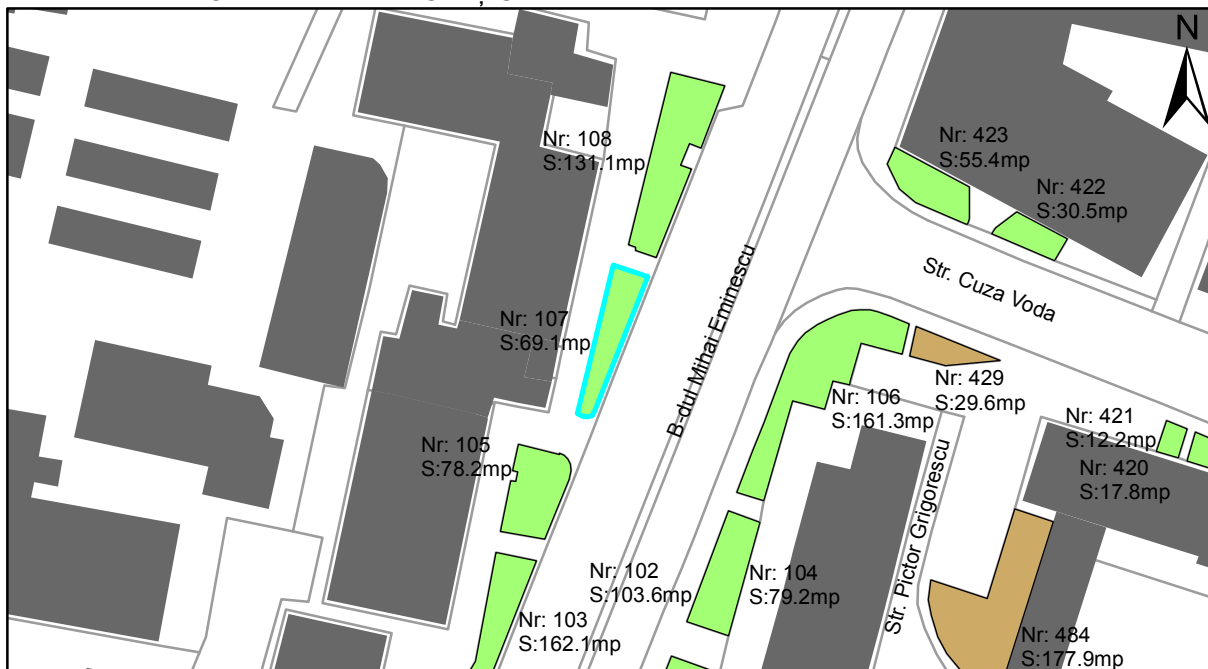 N
Nr: 108
S:131.1mp
Nr: 423
S:55.4mp
Nr: 422
S:30.5mp
Str. Cuza Voda
B-dul Mihai Eminescu
Nr: 107
S:69.1mp
Nr: 429
S:29.6mp
Nr: 106
S:161.3mp
Nr: 421
S:12.2mp
Nr: 420
S:17.8mp
Nr: 105
S:78.2mp
Str. Pictor Grigorescu
Nr: 102
S:103.6mp
Nr: 104
S:79.2mp
Nr: 103
S:162.1mp
Nr: 484
S:177.9mp